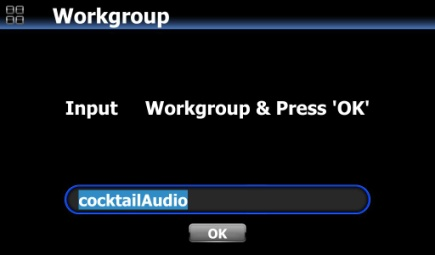 Workgroup
Input Workgroup & Press 'OK'
cocktailAudio
OK